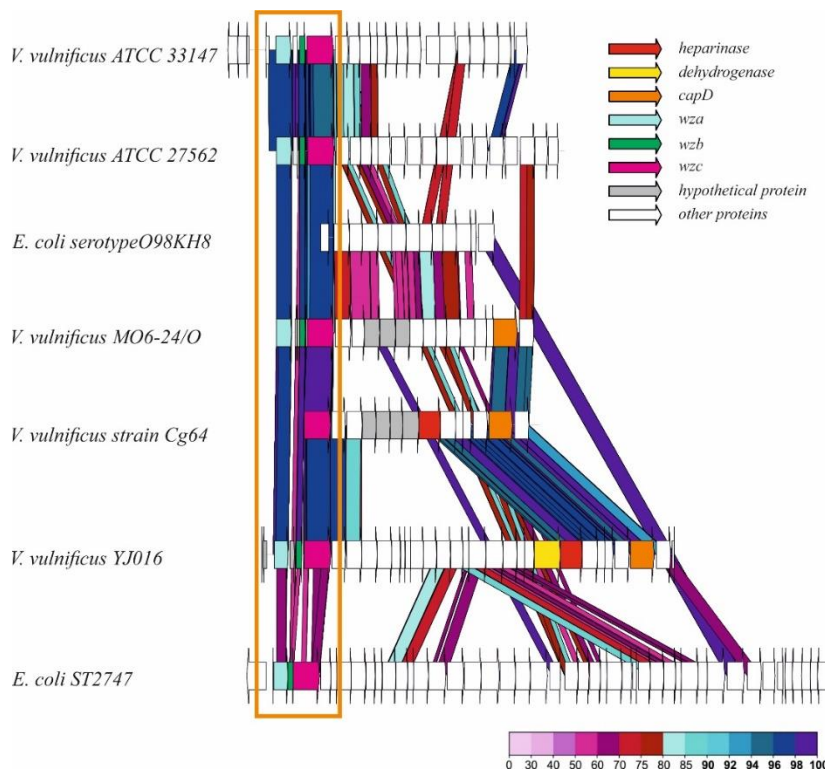 V. vulnificus ATCC 33147
V. vulnificus ATCC 27562
E. coli serotypeO98KH8
V. vulnificus MO6-24/O
V. vulnificus strain Cg64
V. vulnificus YJ016
E. coli ST2747
heparinase
dehydrogenase
capD
wza
wzb
wzc
hypothetical protein
other proteins
0 30 40 50 60 70 75 80 85 90 92 94 96 98 100